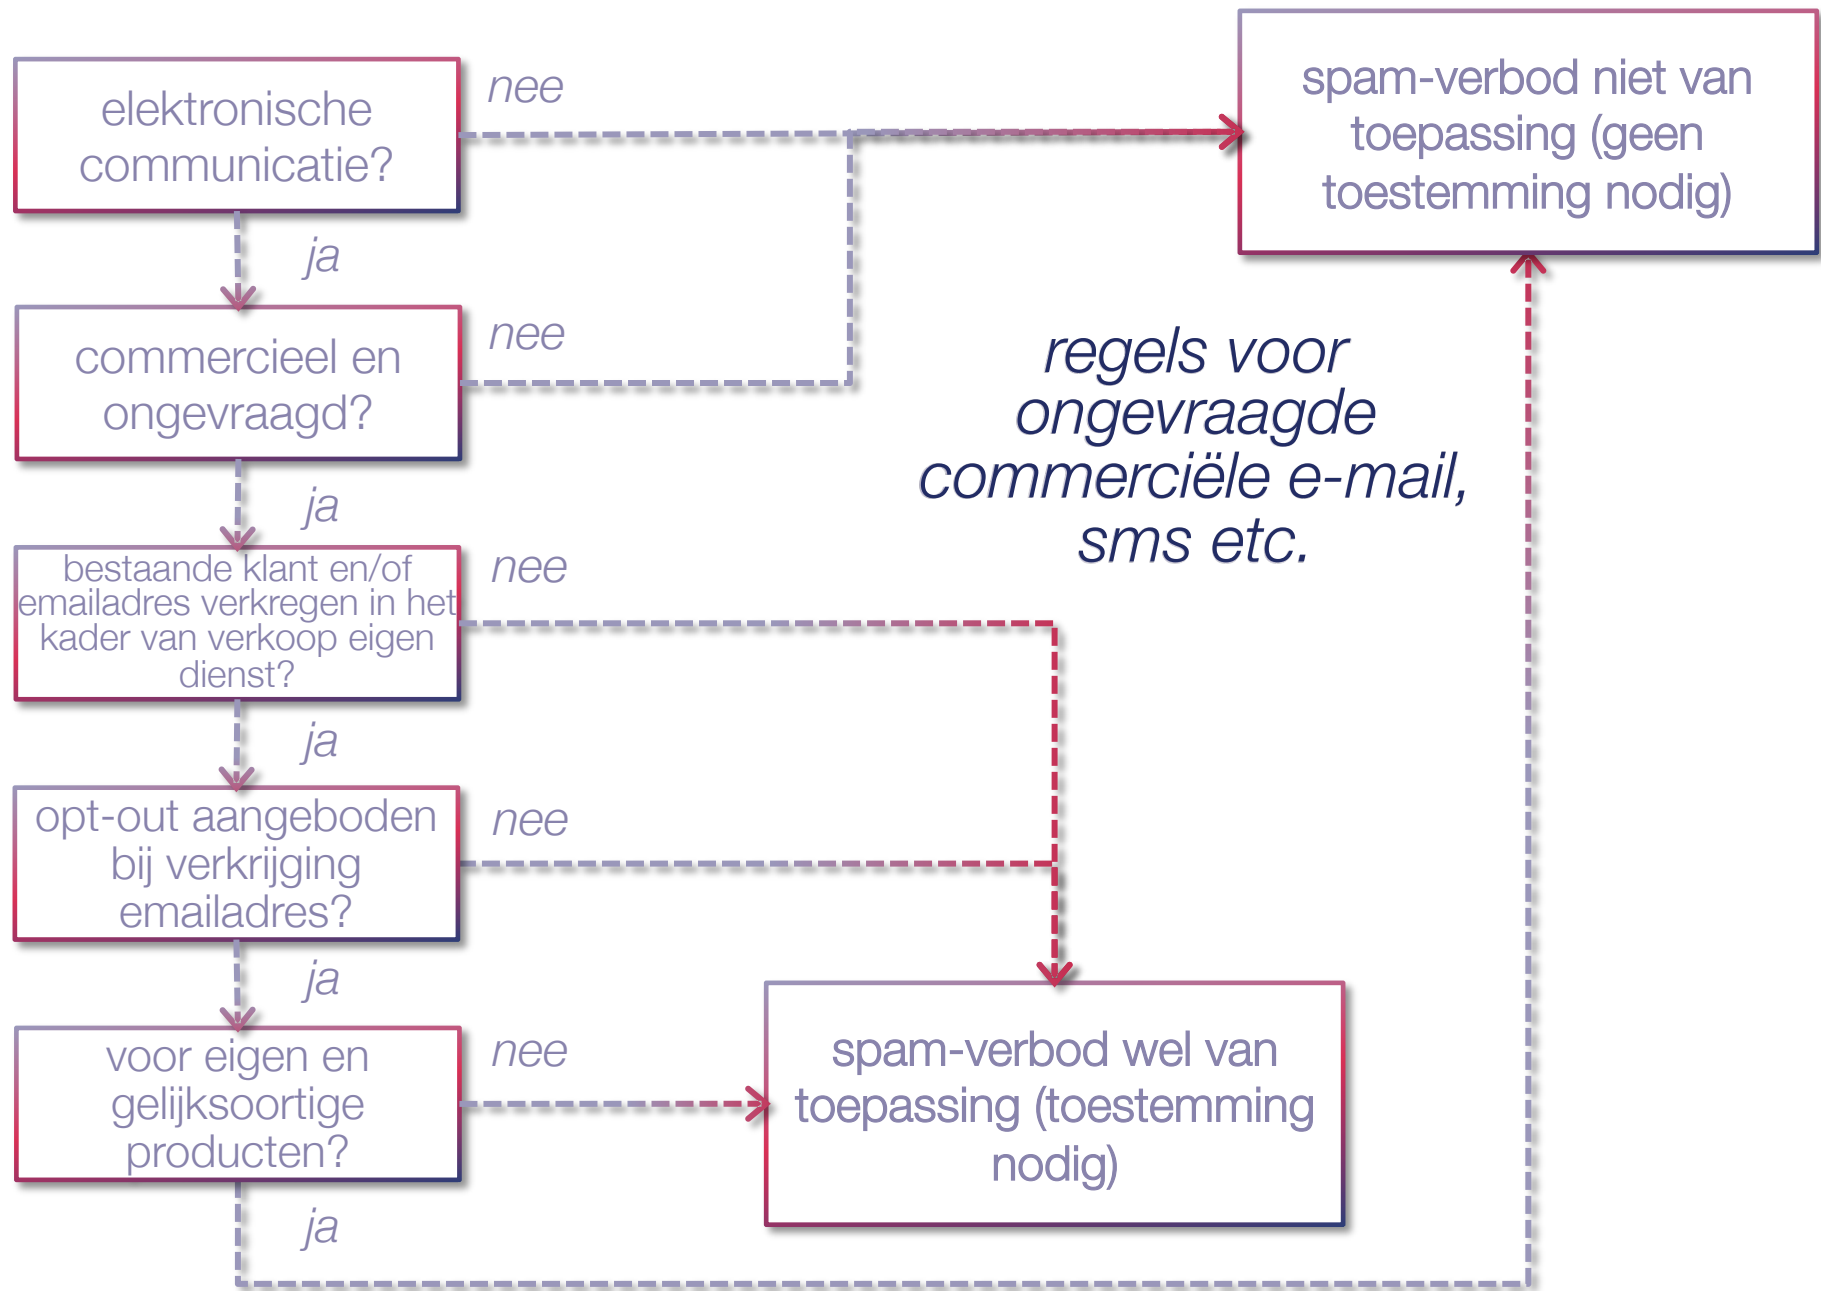 elektronische
communicatie?
nee
spam-verbod niet van
toepassing (geen
toestemming nodig)
ja
commercieel en
ongevraagd?
nee
regels voor
ongevraagde
commerciële e-mail,
sms etc.
ja
bestaande klant en/of
emailadres verkregen in het
kader van verkoop eigen
dienst?
nee
ja
opt-out aangeboden
bij verkrijging
emailadres?
nee
ja
voor eigen en
gelijksoortige
producten?
nee
spam-verbod wel van
toepassing (toestemming
nodig)
ja